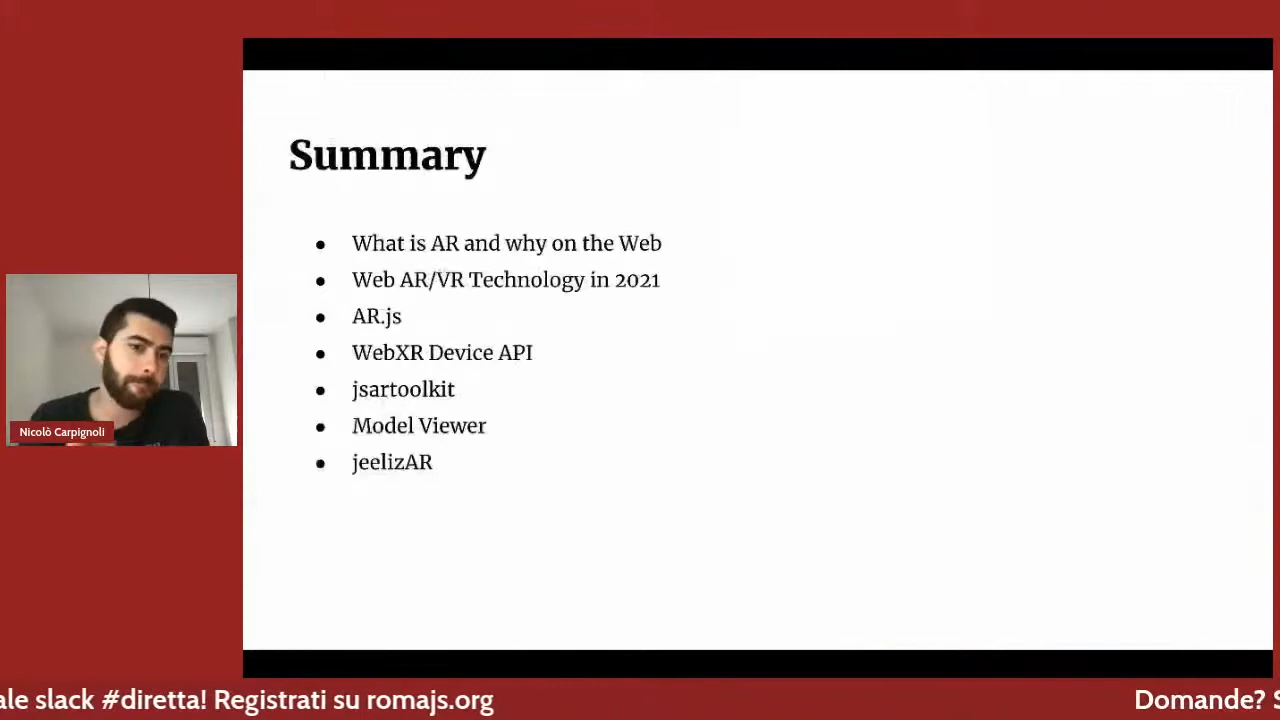 Summary
● What is AR and why on the Web
● Web AR/VR Technology in 2021
● AR.js
● WebXR Device API
● jsartoolkit
● Model Viewer
● jeelizAR
Nicolò Carpignoli
ale slack #diretta! Registrati su romajs.org
Domande? S